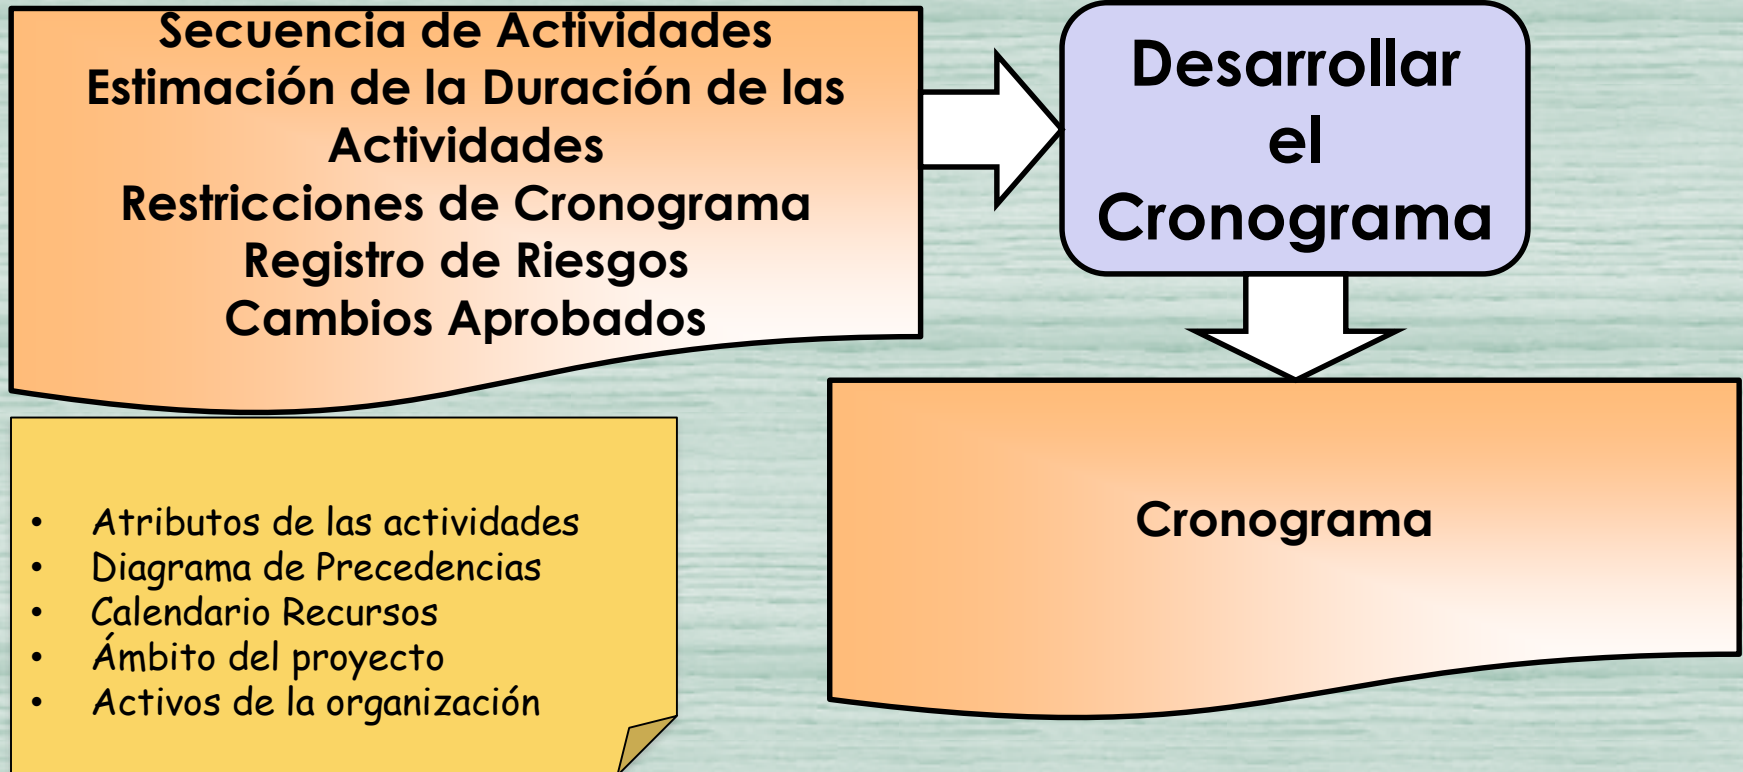 Secuencia de Actividades
Estimación de la Duración de las
Actividades
Restricciones de Cronograma
Registro de Riesgos
Cambios Aprobados
Desarrollar
el
Cronograma
• Atributos de las actividades
• Diagrama de Precedencias
• Calendario Recursos
• Ámbito del proyecto
• Activos de la organización
Cronograma